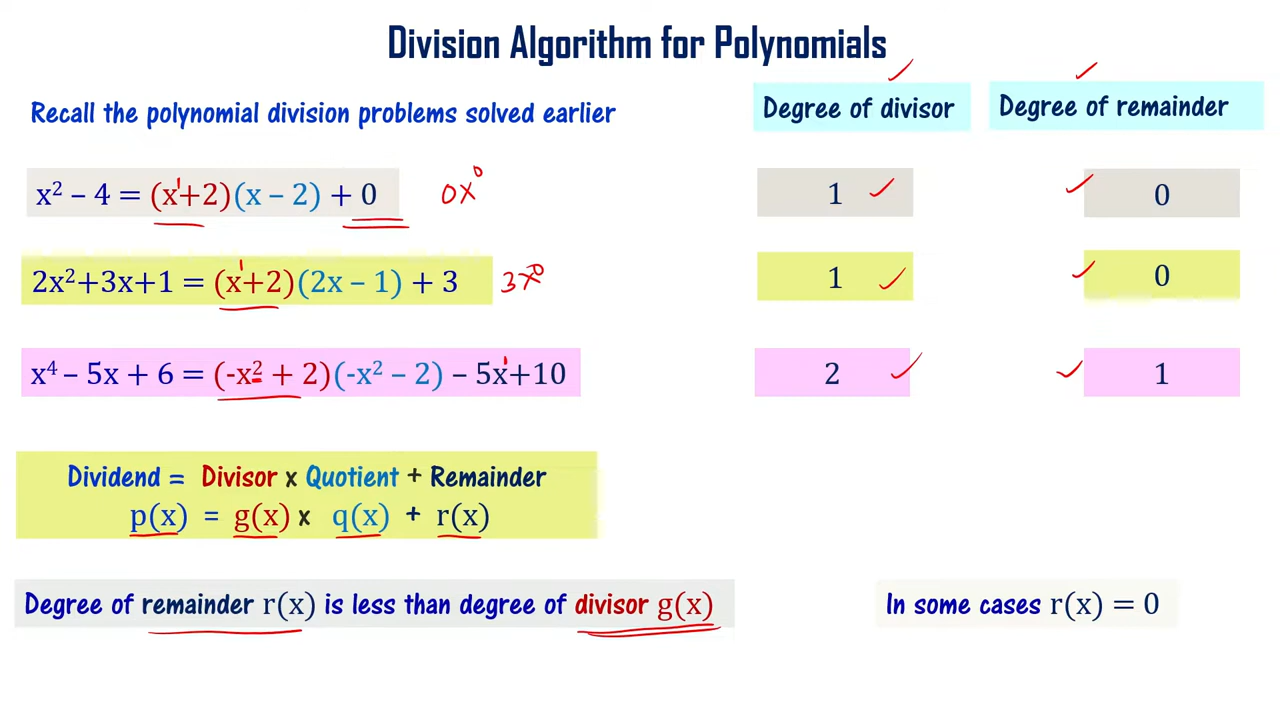 Division Algorithm for Polynomials
Recall the polynomial division problems solved earlier
Degree of divisor
Degree of remainder
x² – 4 = (x¹+2)(x – 2) + 0 0x⁰
1
0
2x²+3x+1 = (x¹+2)(2x – 1) + 3 3x⁰
1
0
x⁴ – 5x + 6 = (-x² + 2)(-x² – 2) – 5x¹+10
2
1
Dividend = Divisor x Quotient + Remainder
p(x) = g(x) x q(x) + r(x)
Degree of remainder r(x) is less than degree of divisor g(x)
In some cases r(x) = 0